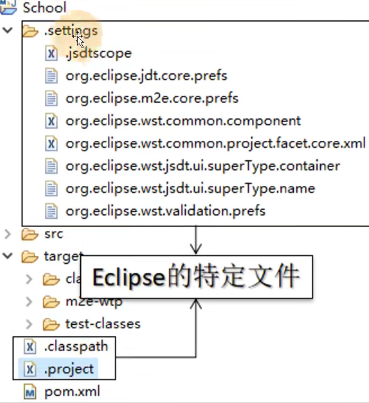 School
.settings
.jsdtscope
org.eclipse.jdt.core.prefs
org.eclipse.m2e.core.prefs
org.eclipse.wst.common.component
org.eclipse.wst.common.project.facet.core.xml
org.eclipse.wst.jsdt.ui.superType.container
org.eclipse.wst.jsdt.ui.superType.name
org.eclipse.wst.validation.prefs
src
target
Eclipse的特定文件
m2e-wtp
test-classes
.classpath
.project
pom.xml